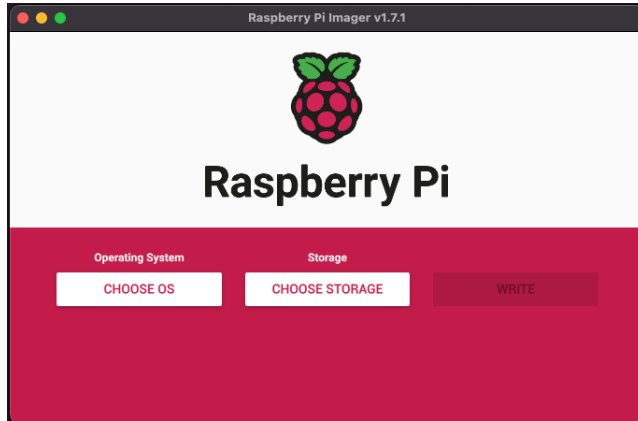 Raspberry Pi Imager v1.7.1
Raspberry Pi
Operating System
Storage
CHOOSE OS
CHOOSE STORAGE
WRITE